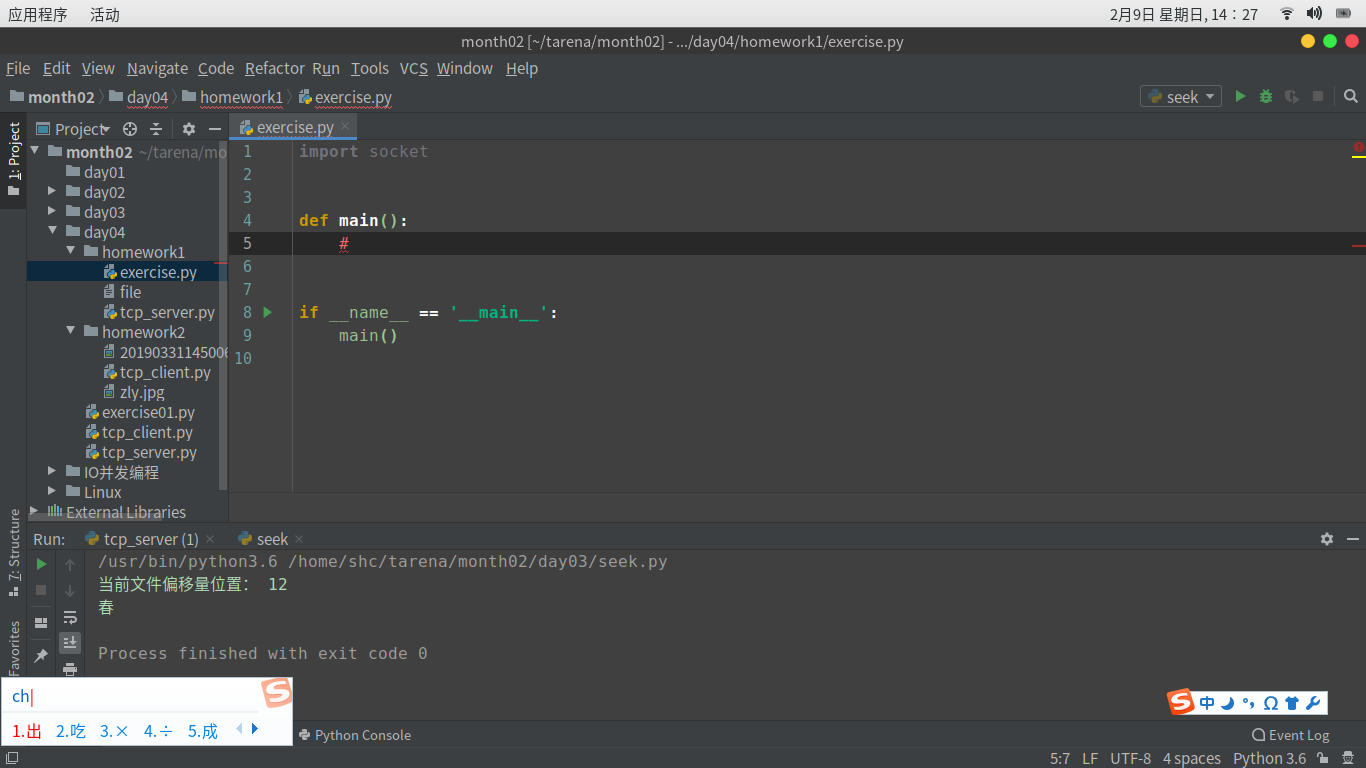 应用程序 活动 2月9日 星期日, 14：27
month02 [~/tarena/month02] - .../day04/homework1/exercise.py
File Edit View Navigate Code Refactor Run Tools VCS Window Help
month02 day04 homework1 exercise.py seek
1: Project
Project
month02 ~/tarena/mo
day01
day02
day03
day04
homework1
exercise.py
file
tcp_server.py
homework2
20190331145006
tcp_client.py
zly.jpg
exercise01.py
tcp_client.py
tcp_server.py
IO并发编程
Linux
External Libraries
exercise.py
1 import socket
2
3
4 def main():
5 #
6
7
8 if __name__ == '__main__':
9 main()
10
7: Structure
Favorites
Run: tcp_server (1) seek
/usr/bin/python3.6 /home/shc/tarena/month02/day03/seek.py
当前文件偏移量位置： 12
春
Process finished with exit code 0
ch
1.出 2.吃 3.× 4.÷ 5.成
S
S 中 °, Ω
Python Console Event Log
5:7 LF UTF-8 4 spaces Python 3.6